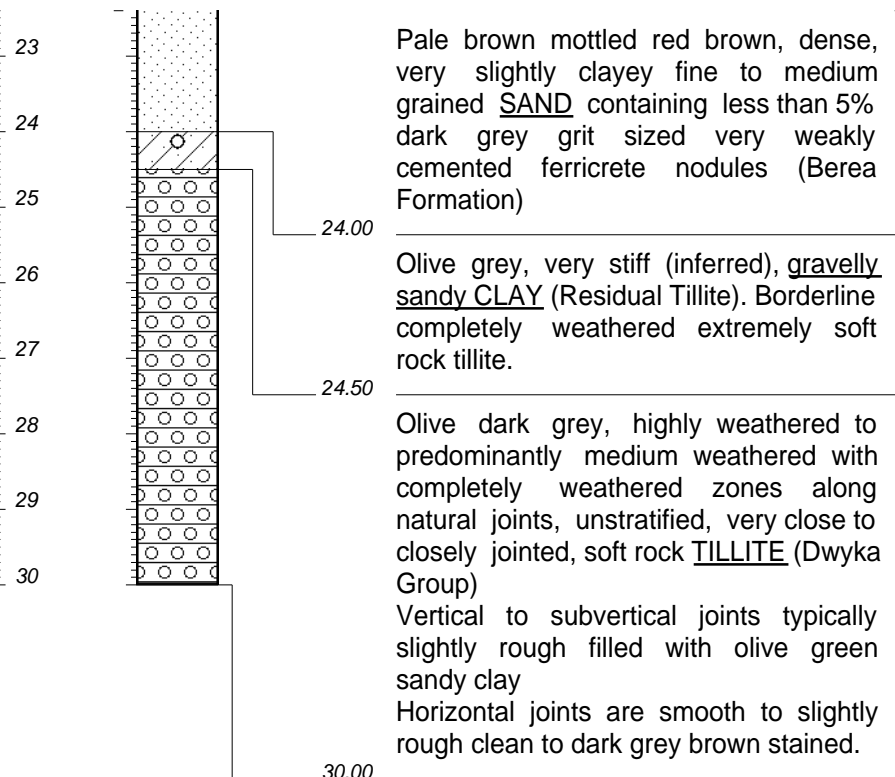 23
24
25
26
27
28
29
30
Pale brown mottled red brown, dense,
very slightly clayey fine to medium
grained SAND containing less than 5%
dark grey grit sized very weakly
cemented ferricrete nodules (Berea
Formation)
24.00
Olive grey, very stiff (inferred), gravelly
sandy CLAY (Residual Tillite). Borderline
completely weathered extremely soft
rock tillite.
24.50
Olive dark grey, highly weathered to
predominantly medium weathered with
completely weathered zones along
natural joints, unstratified, very close to
closely jointed, soft rock TILLITE (Dwyka
Group)
Vertical to subvertical joints typically
slightly rough filled with olive green
sandy clay
Horizontal joints are smooth to slightly
rough clean to dark grey brown stained.
30.00